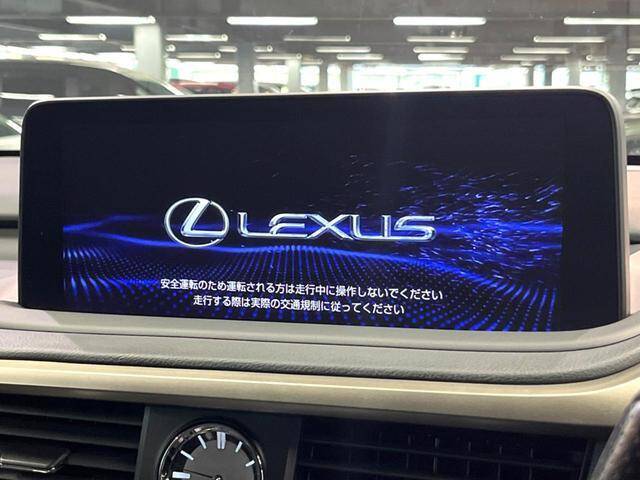 LEXUS
安全運転のため運転される方は走行中に操作しないでください
走行する際は実際の交通規制に従ってください